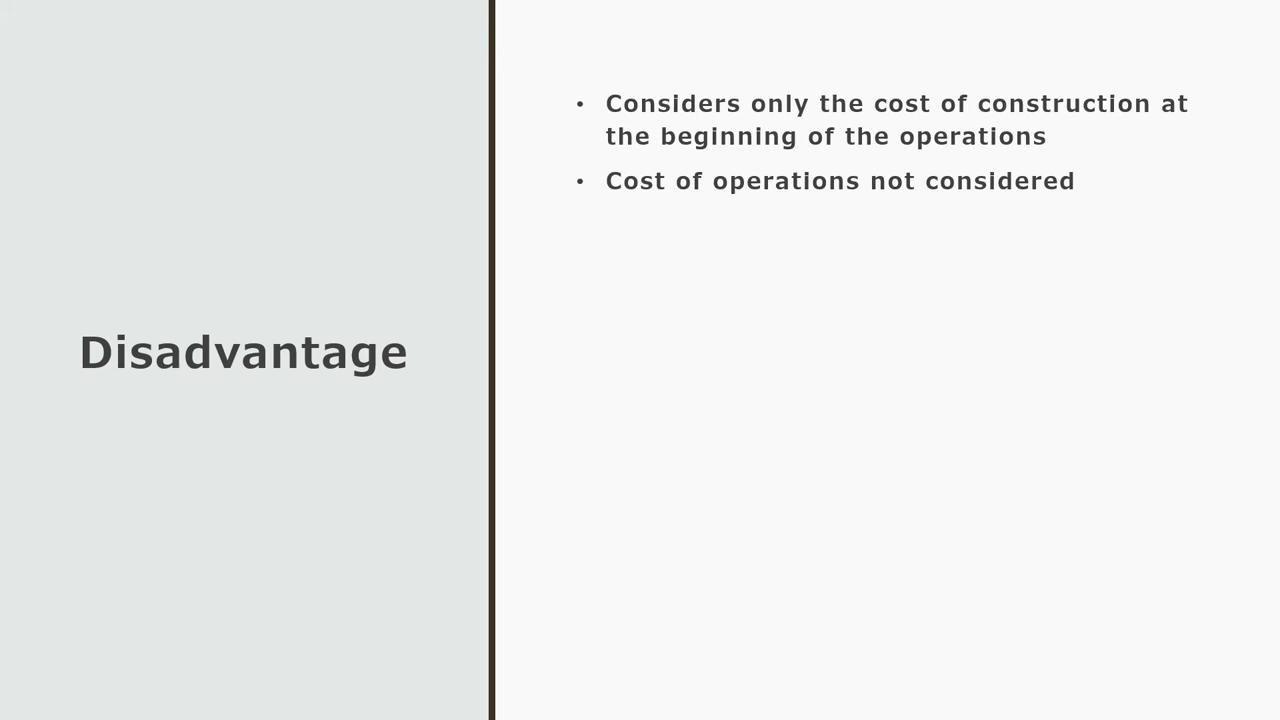 Disadvantage
• Considers only the cost of construction at
the beginning of the operations
• Cost of operations not considered